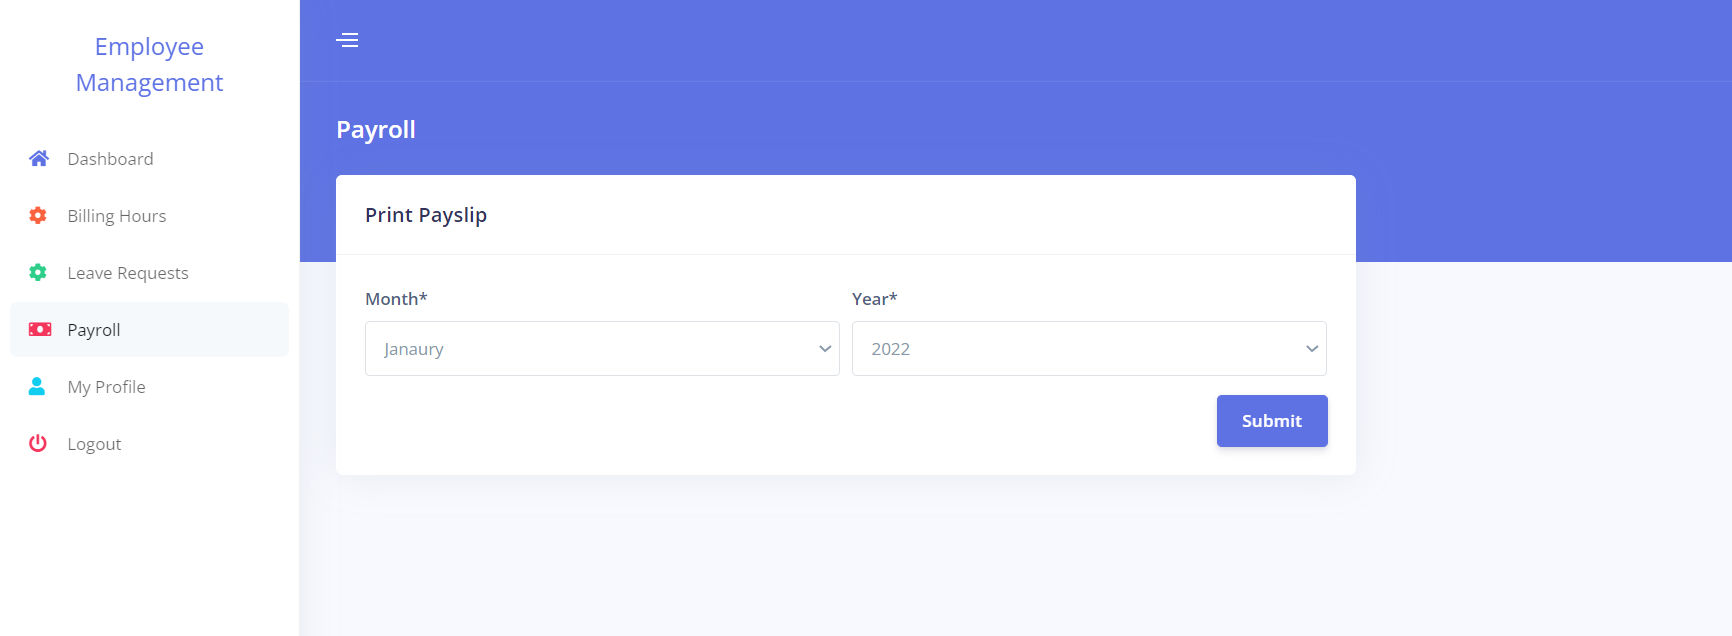 Employee
Management
Dashboard
Billing Hours
Leave Requests
Payroll
My Profile
Logout
Payroll
Print Payslip
Month*
Year*
Janaury
2022
Submit